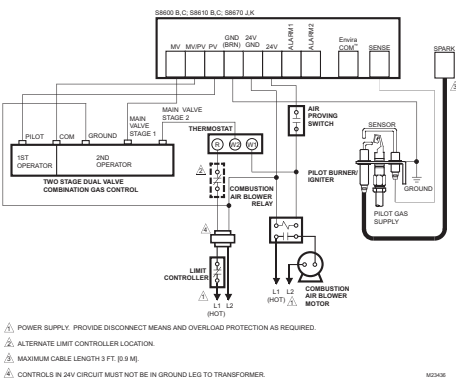 S8600 B,C; S8610 B,C; S8670 J,K
MV MV/PV PV GND (BRN) 24V GND 24V ALARM1 ALARM2 Envira COM™ SENSE SPARK
3
MAIN VALVE STAGE 1
MAIN VALVE STAGE 2
AIR PROVING SWITCH
SENSOR
PILOT COM GROUND
THERMOSTAT
R W2 W1
1ST OPERATOR
2ND OPERATOR
TWO STAGE DUAL VALVE
COMBINATION GAS CONTROL
2
COMBUSTION AIR BLOWER RELAY
PILOT BURNER/ IGNITER
GROUND
PILOT GAS SUPPLY
4
LIMIT CONTROLLER
1
L1 (HOT)
L2
L1 (HOT)
L2
1
COMBUSTION AIR BLOWER MOTOR
1 POWER SUPPLY. PROVIDE DISCONNECT MEANS AND OVERLOAD PROTECTION AS REQUIRED.
2 ALTERNATE LIMIT CONTROLLER LOCATION.
3 MAXIMUM CABLE LENGTH 3 FT. [0.9 M].
4 CONTROLS IN 24V CIRCUIT MUST NOT BE IN GROUND LEG TO TRANSFORMER.
M23436